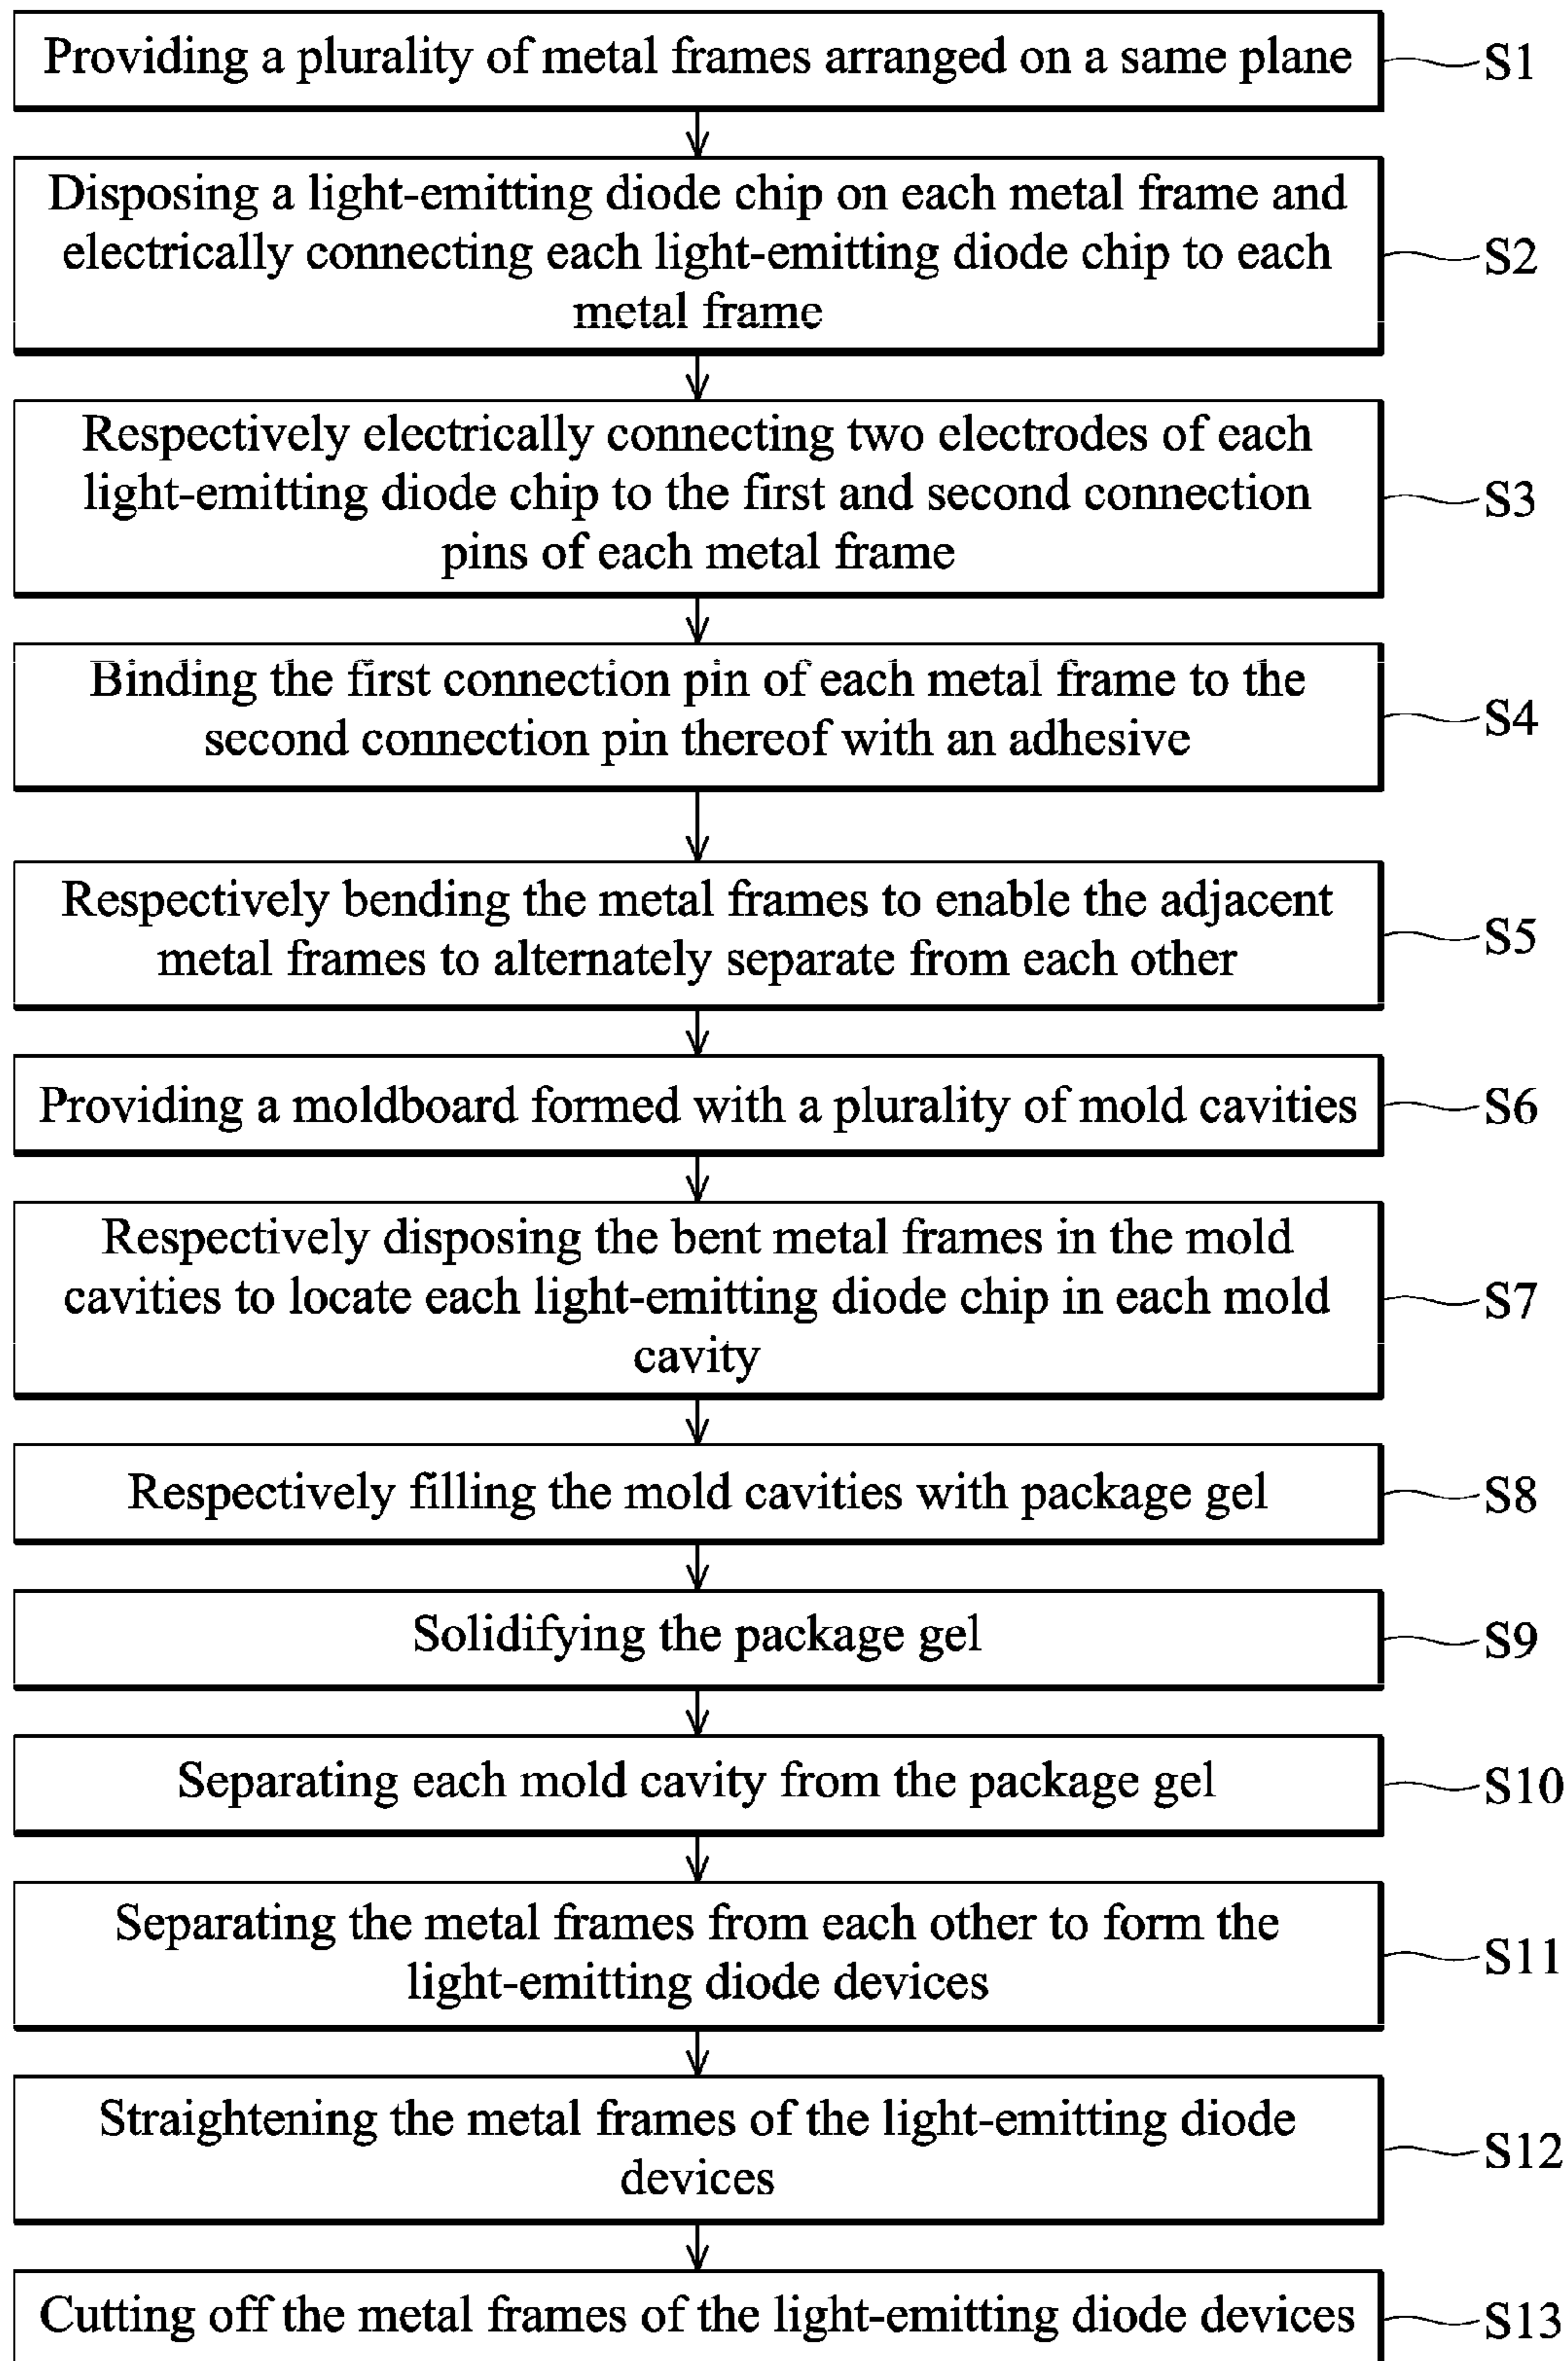 Providing a plurality of metal frames arranged on a same plane
S1
Disposing a light-emitting diode chip on each metal frame and
electrically connecting each light-emitting diode chip to each
metal frame
S2
Respectively electrically connecting two electrodes of each
light-emitting diode chip to the first and second connection
pins of each metal frame
S3
Binding the first connection pin of each metal frame to the
second connection pin thereof with an adhesive
S4
Respectively bending the metal frames to enable the adjacent
metal frames to alternately separate from each other
S5
Providing a moldboard formed with a plurality of mold cavities
S6
Respectively disposing the bent metal frames in the mold
cavities to locate each light-emitting diode chip in each mold
cavity
S7
Respectively filling the mold cavities with package gel
S8
Solidifying the package gel
S9
Separating each mold cavity from the package gel
S10
Separating the metal frames from each other to form the
light-emitting diode devices
S11
Straightening the metal frames of the light-emitting diode
devices
S12
Cutting off the metal frames of the light-emitting diode devices
S13